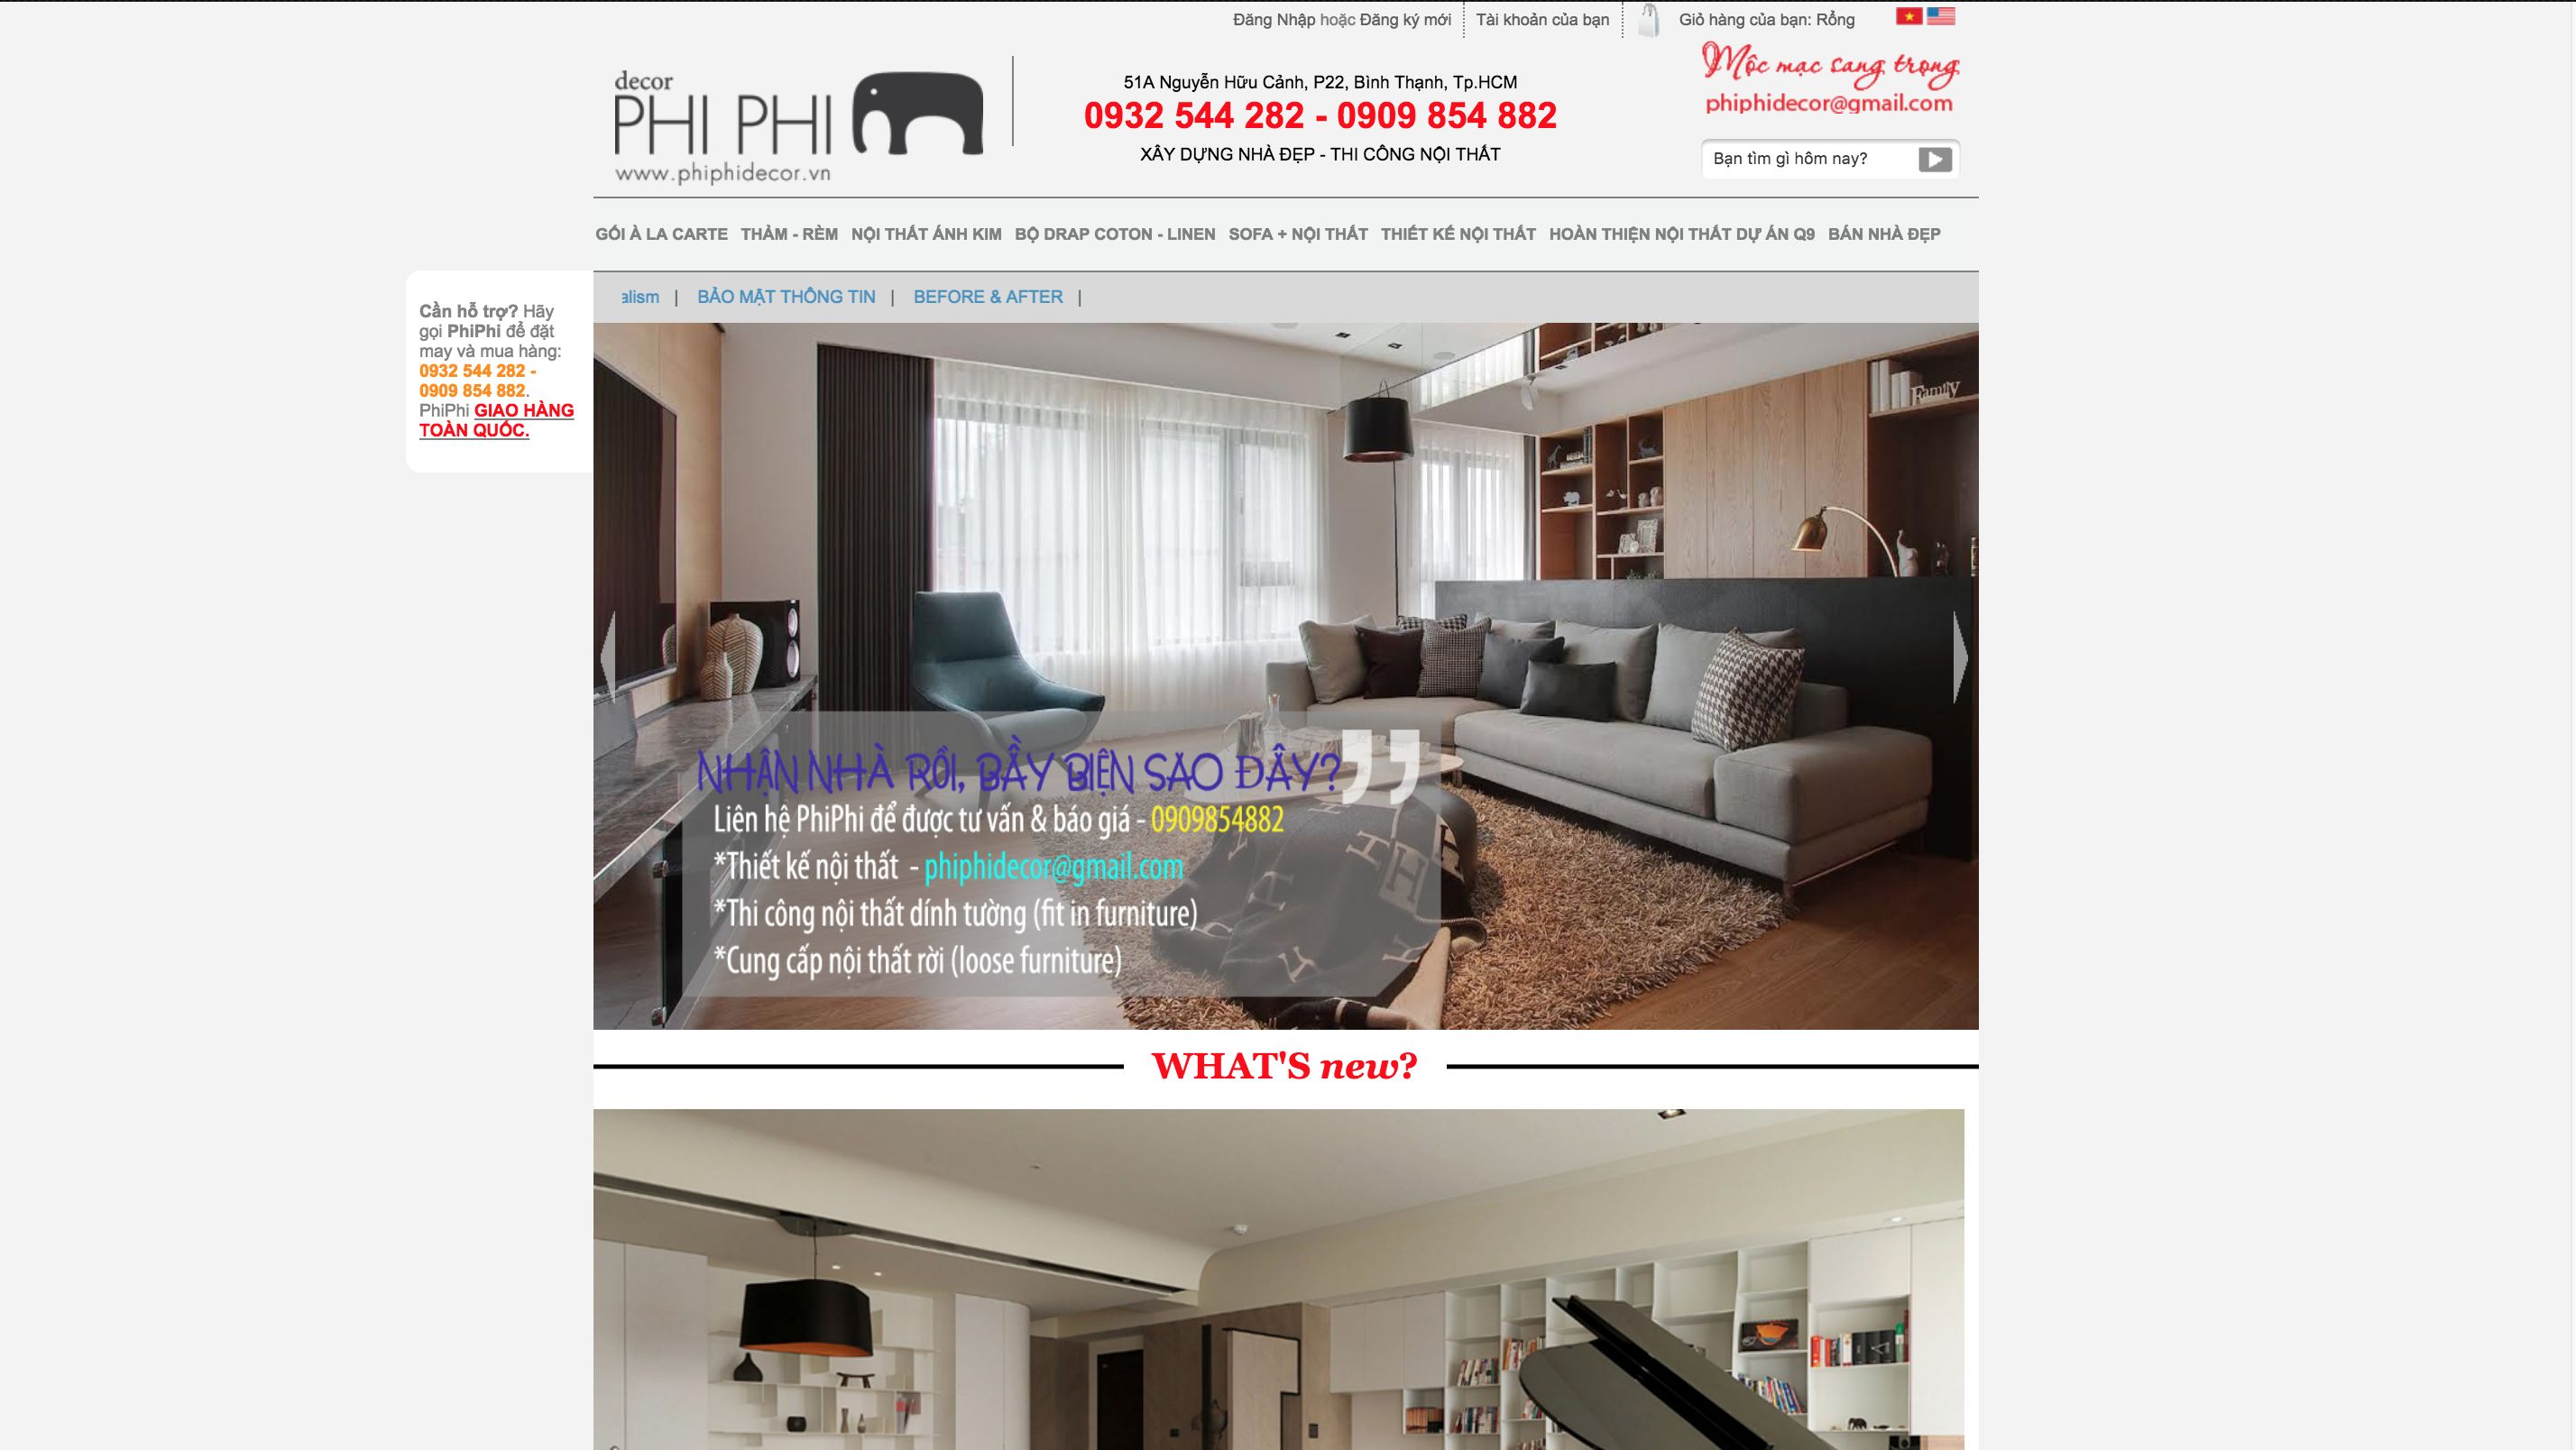 Đăng Nhập hoặc Đăng ký mới
Tài khoản của bạn
Giỏ hàng của bạn: Rỗng
decor
PHI PHI
www.phiphidecor.vn
51A Nguyễn Hữu Cảnh, P22, Bình Thạnh, Tp.HCM
0932 544 282 - 0909 854 882
XÂY DỰNG NHÀ ĐẸP - THI CÔNG NỘI THẤT
Mộc mạc sang trọng
phiphidecor@gmail.com
Bạn tìm gì hôm nay?
GÓI À LA CARTE THẢM - RÈM NỘI THẤT ÁNH KIM BỘ DRAP COTON - LINEN SOFA + NỘI THẤT THIẾT KẾ NỘI THẤT HOÀN THIỆN NỘI THẤT DỰ ÁN Q9 BÁN NHÀ ĐẸP
alism | BẢO MẬT THÔNG TIN | BEFORE & AFTER |
Cần hỗ trợ? Hãy
gọi PhiPhi để đặt
may và mua hàng:
0932 544 282 -
0909 854 882.
PhiPhi GIAO HÀNG
TOÀN QUỐC.
Family
NHẬN NHÀ RỒI, BẦY BIỆN SAO ĐÂY?
Liên hệ PhiPhi để được tư vấn & báo giá - 0909854882
*Thiết kế nội thất - phiphidecor@gmail.com
*Thi công nội thất dính tường (fit in furniture)
*Cung cấp nội thất rời (loose furniture)
WHAT'S new?